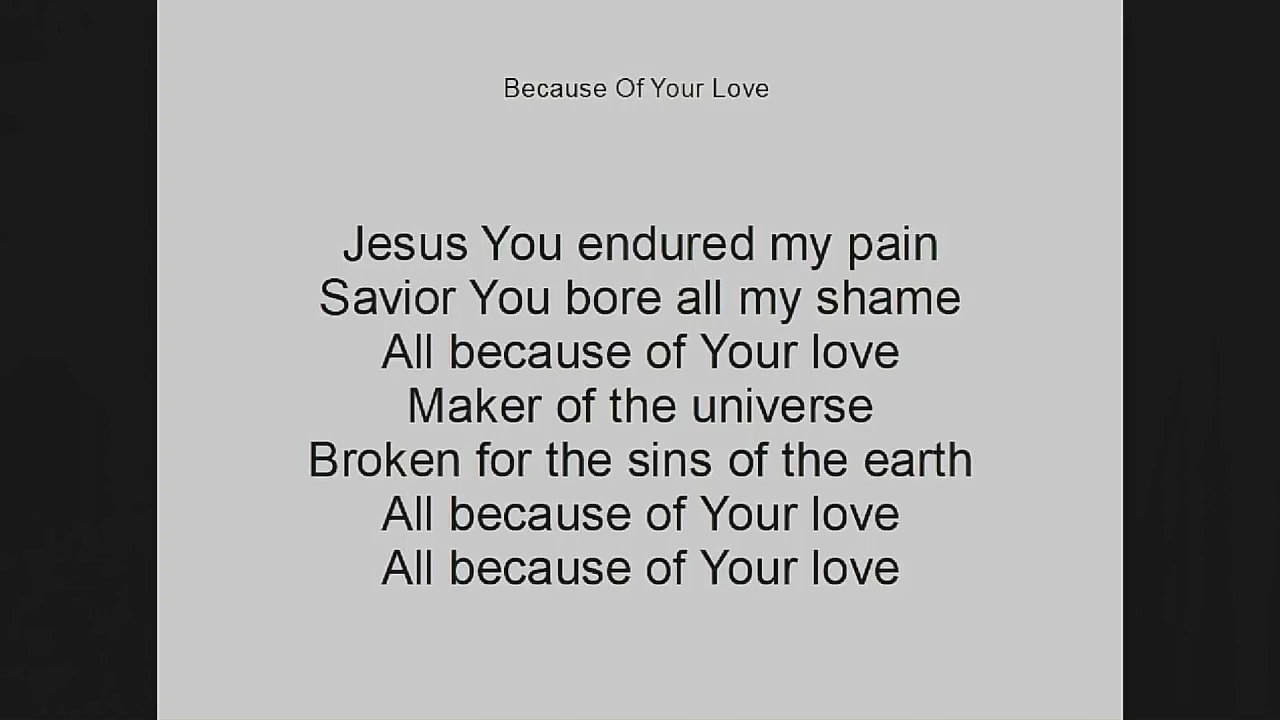 Because Of Your Love
Jesus You endured my pain
Savior You bore all my shame
All because of Your love
Maker of the universe
Broken for the sins of the earth
All because of Your love
All because of Your love